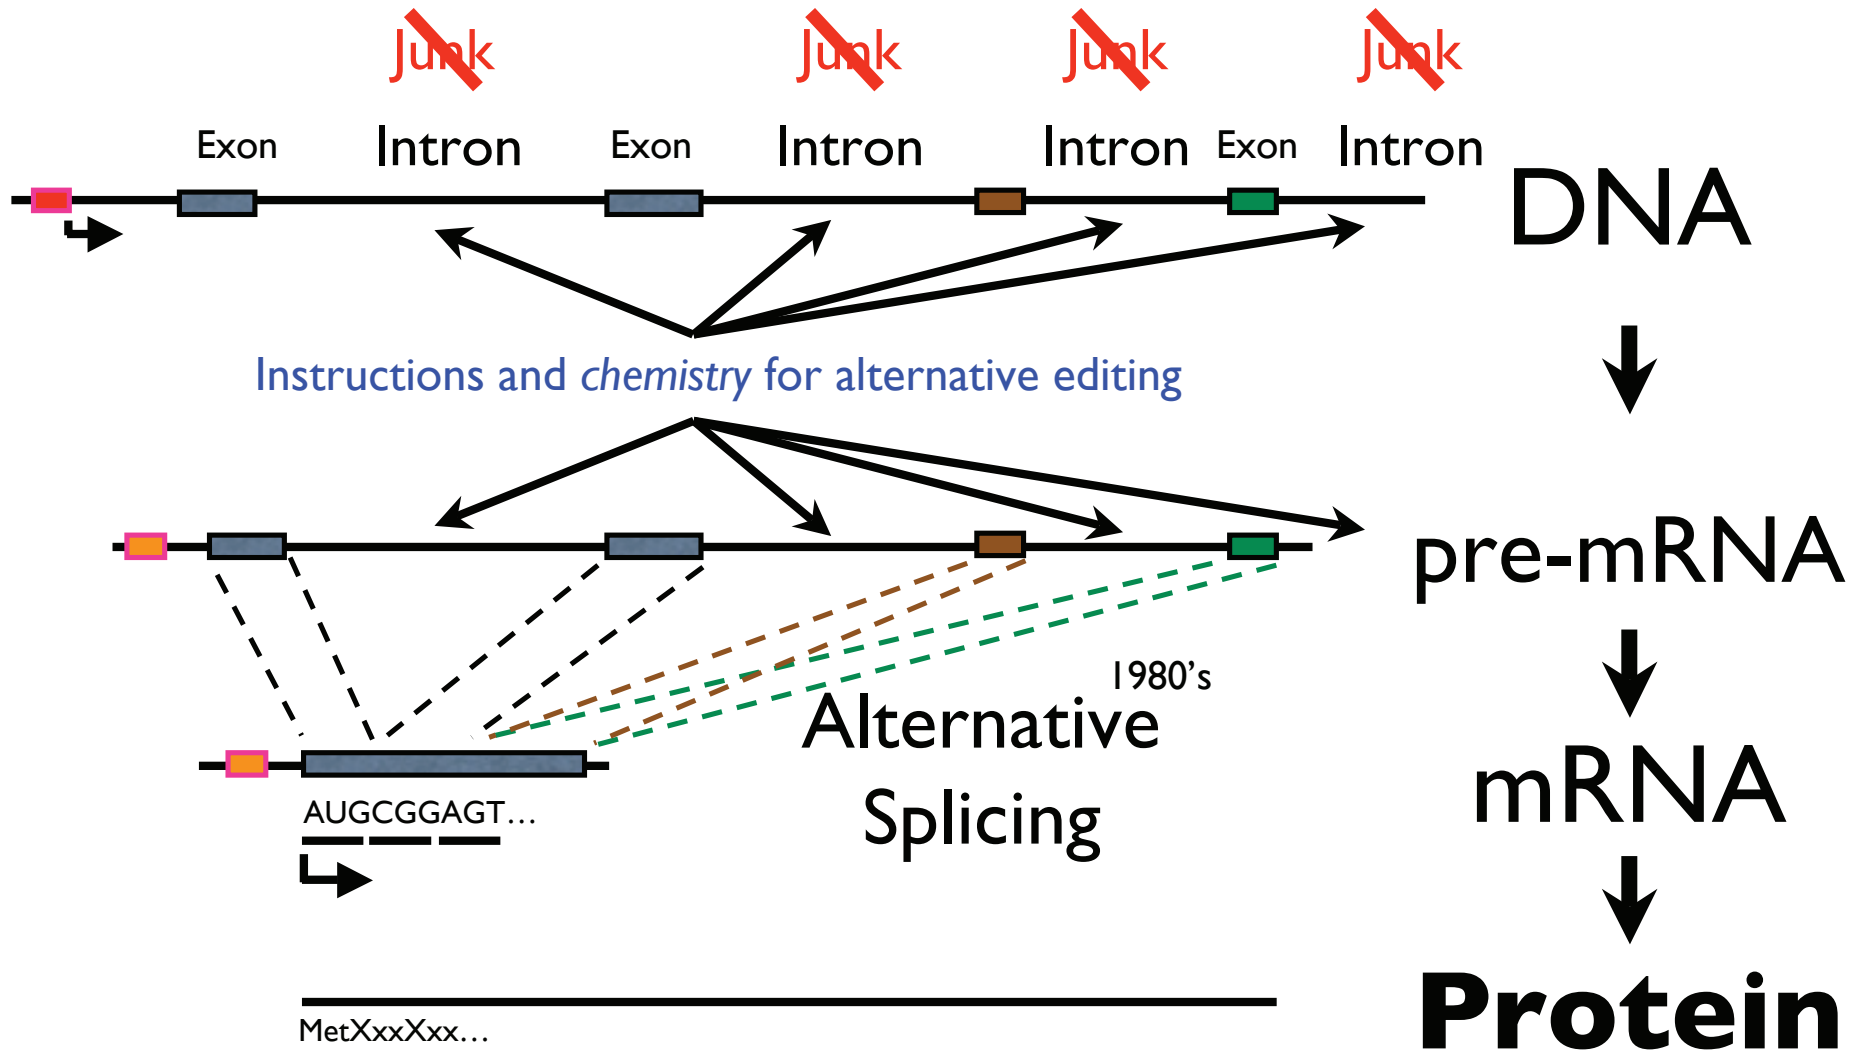 Junk Junk Junk Junk
Exon Intron Exon Intron Intron Exon Intron
DNA
Instructions and chemistry for alternative editing
pre-mRNA
1980's
Alternative
Splicing
mRNA
AUGCGGAGT...
Protein
MetXxxXxx...